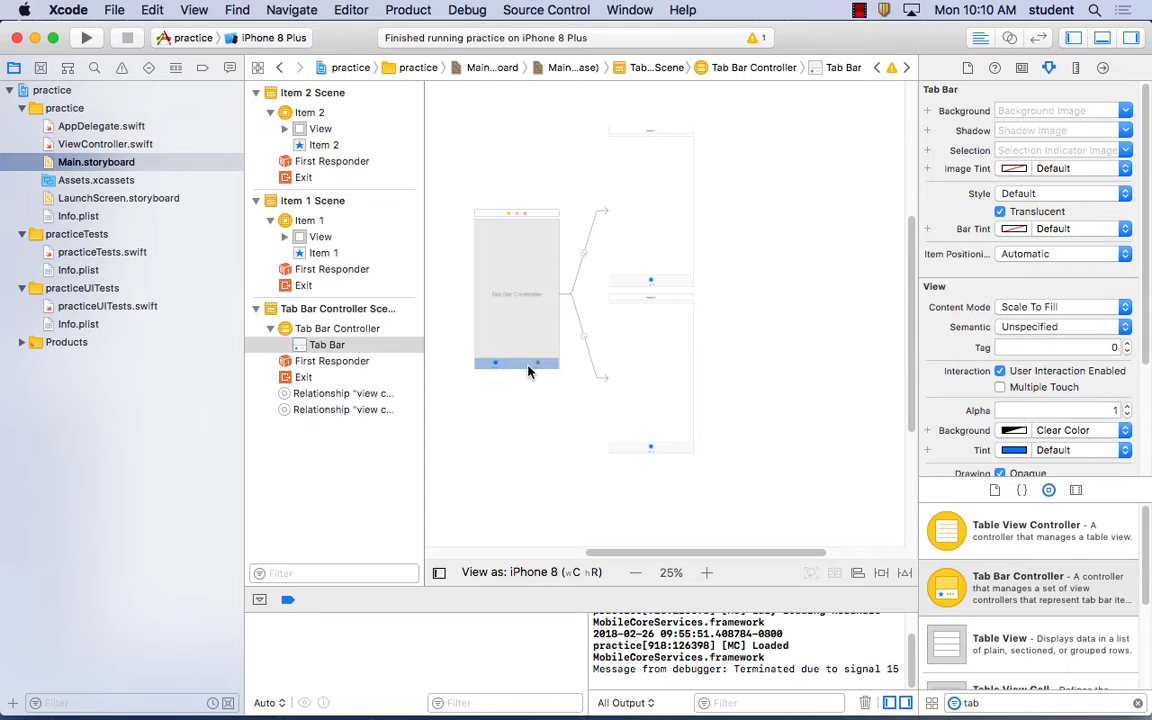 Xcode File Edit View Find Navigate Editor Product Debug Source Control Window Help Mon 10:10 AM student
practice iPhone 8 Plus Finished running practice on iPhone 8 Plus 1
practice practice Main...oard Main...ase) Tab...Scene Tab Bar Controller Tab Bar
practice
practice
AppDelegate.swift
ViewController.swift
Main.storyboard
Assets.xcassets
LaunchScreen.storyboard
Info.plist
practiceTests
practiceTests.swift
Info.plist
practiceUITests
practiceUITests.swift
Info.plist
Products
Filter
Item 2 Scene
Item 2
View
Item 2
First Responder
Exit
Item 1 Scene
Item 1
View
Item 1
First Responder
Exit
Tab Bar Controller Sce...
Tab Bar Controller
Tab Bar
First Responder
Exit
Relationship "view c...
Relationship "view c...
Filter
Tab Bar Controller
View as: iPhone 8 (wC hR) 25%
Auto
Filter
MobileCoreServices.framework
2018-02-26 09:55:51.408784-0800
practice[918:126398] [MC] Loaded
MobileCoreServices.framework
Message from debugger: Terminated due to signal 15
All Output Filter
Tab Bar
Background Background Image
Shadow Shadow Image
Selection Selection Indicator Image
Image Tint Default
Style Default
Translucent
Bar Tint Default
Item Positioni... Automatic
View
Content Mode Scale To Fill
Semantic Unspecified
Tag 0
Interaction User Interaction Enabled
Multiple Touch
Alpha 1
Background Clear Color
Tint Default
Drawing Opaque
Table View Controller - A
controller that manages a table view.
Tab Bar Controller - A controller
that manages a set of view
controllers that represent tab bar ite...
Table View - Displays data in a list
of plain, sectioned, or grouped rows.
tab